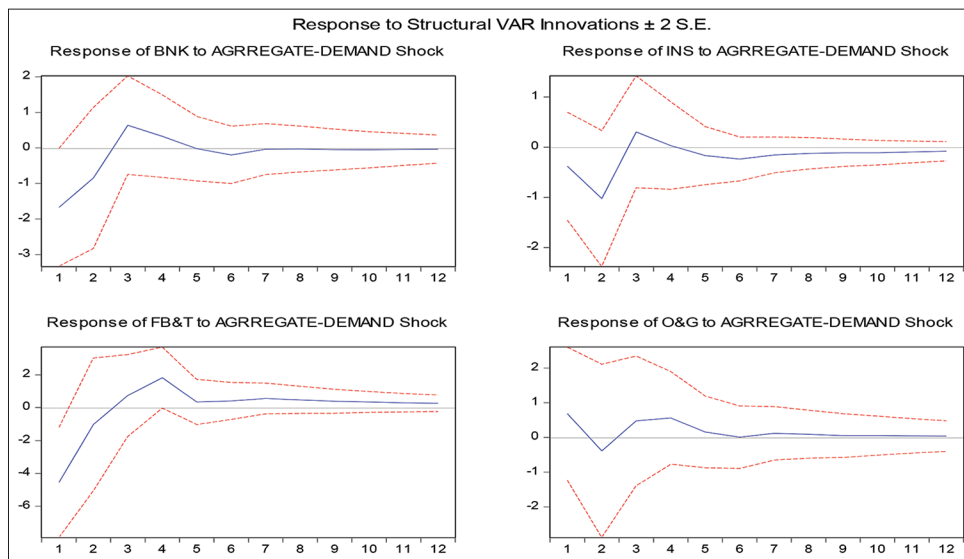 Response to Structural VAR Innovations ± 2 S.E.
Response of BNK to AGRREGATE-DEMAND Shock
2
1
0
-1
-2
-3
1 2 3 4 5 6 7 8 9 10 11 12
Response of INS to AGRREGATE-DEMAND Shock
1
0
-1
-2
1 2 3 4 5 6 7 8 9 10 11 12
Response of FB&T to AGRREGATE-DEMAND Shock
2
0
-2
-4
-6
1 2 3 4 5 6 7 8 9 10 11 12
Response of O&G to AGRREGATE-DEMAND Shock
2
1
0
-1
-2
1 2 3 4 5 6 7 8 9 10 11 12